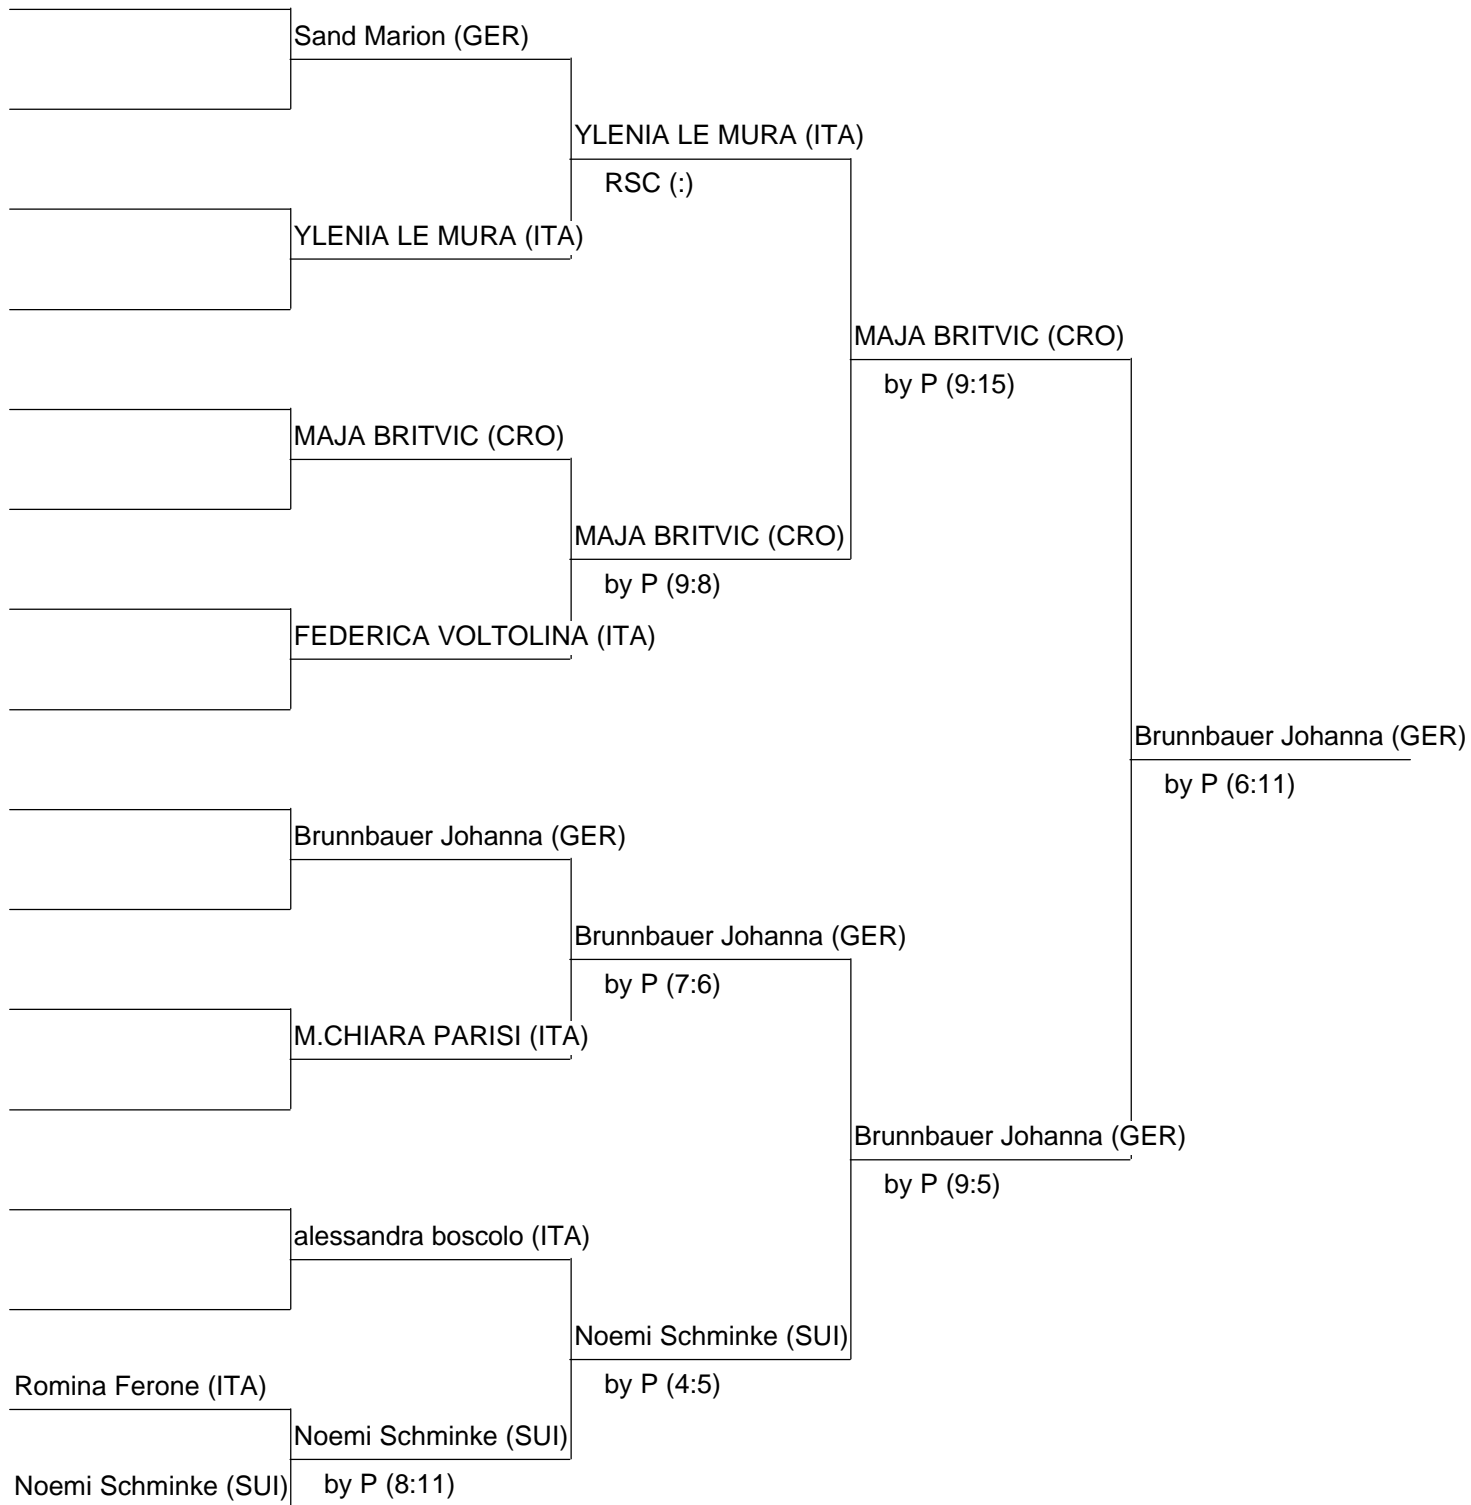 Sand Marion (GER)
YLENIA LE MURA (ITA)
RSC (:)
YLENIA LE MURA (ITA)
MAJA BRITVIC (CRO)
by P (9:15)
MAJA BRITVIC (CRO)
MAJA BRITVIC (CRO)
by P (9:8)
FEDERICA VOLTOLINA (ITA)
Brunnbauer Johanna (GER)
by P (6:11)
Brunnbauer Johanna (GER)
Brunnbauer Johanna (GER)
by P (7:6)
M.CHIARA PARISI (ITA)
Brunnbauer Johanna (GER)
by P (9:5)
alessandra boscolo (ITA)
Noemi Schminke (SUI)
by P (4:5)
Romina Ferone (ITA)
Noemi Schminke (SUI)
by P (8:11)
Noemi Schminke (SUI)